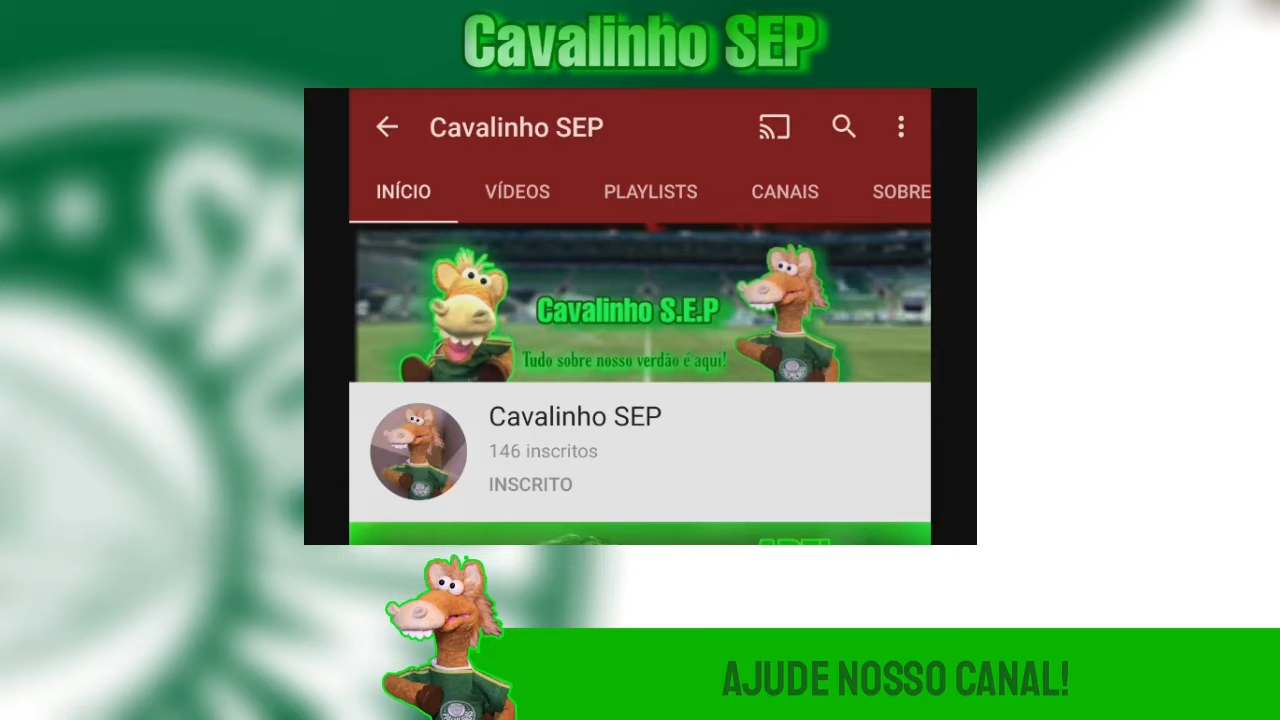 Cavalinho SEP
Cavalinho SEP
INÍCIO VÍDEOS PLAYLISTS CANAIS SOBRE
Cavalinho S.E.P
Tudo sobre nosso verdão é aqui!
Cavalinho SEP
146 inscritos
INSCRITO
AJUDE NOSSO CANAL!